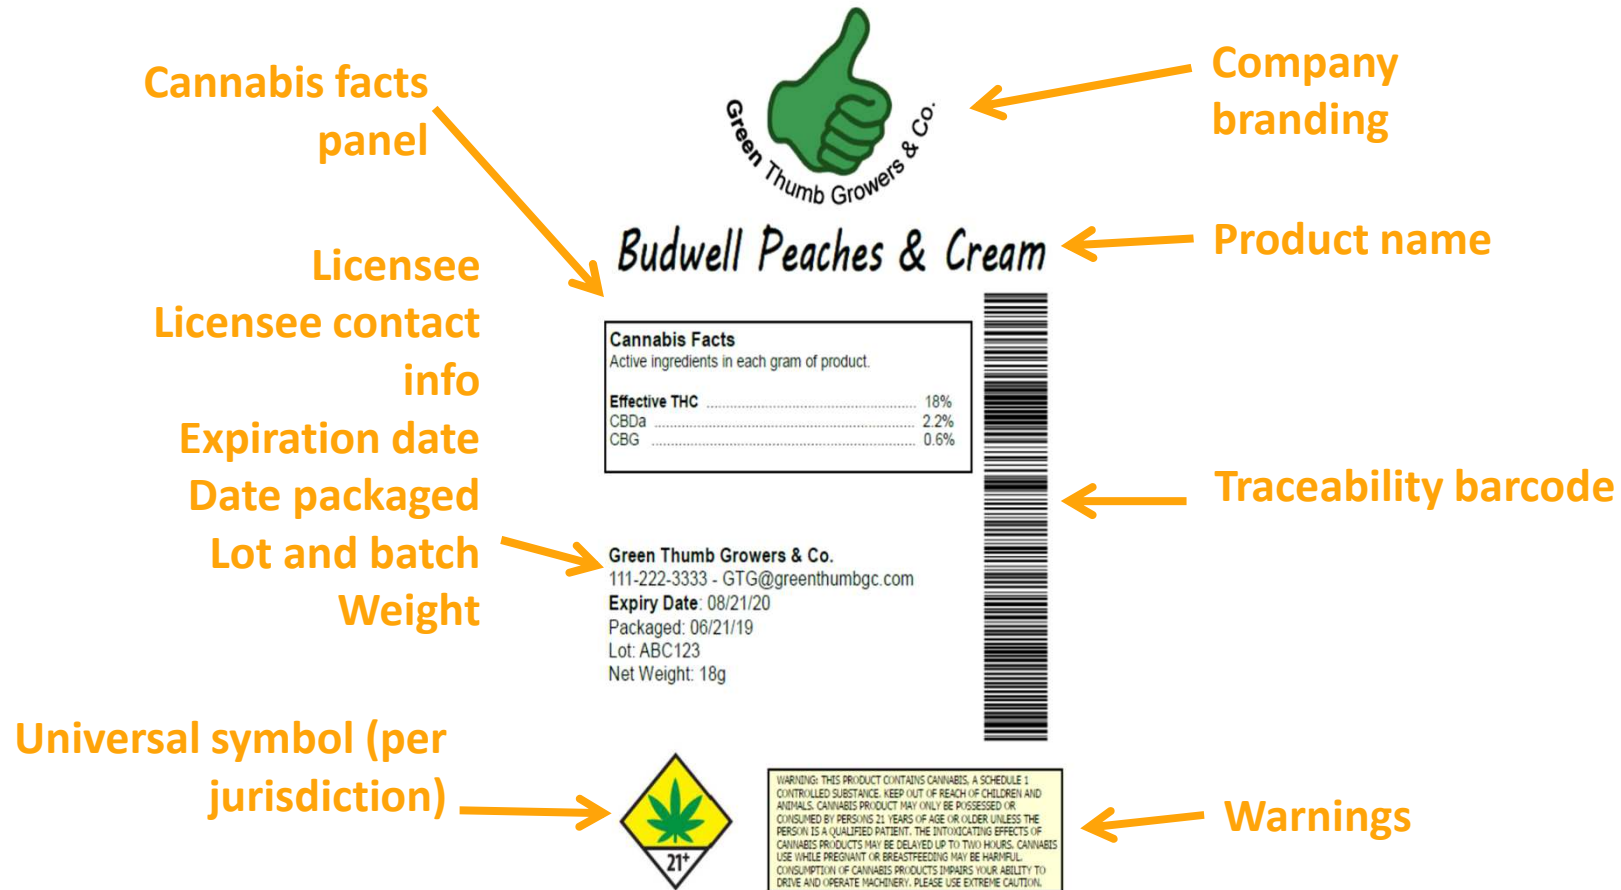 Cannabis facts
panel
Licensee
Licensee contact
info
Expiration date
Date packaged
Lot and batch
Weight
Universal symbol (per
jurisdiction)
Green Thumb Growers & Co.
Budwell Peaches & Cream
Cannabis Facts
Active ingredients in each gram of product.
Effective THC ........ 18%
CBDa ........ 2.2%
CBG ........ 0.6%
Green Thumb Growers & Co.
111-222-3333 - GTG@greenthumbgc.com
Expiry Date: 08/21/20
Packaged: 06/21/19
Lot: ABC123
Net Weight: 18g
21+
WARNING: THIS PRODUCT CONTAINS CANNABIS, A SCHEDULE 1
CONTROLLED SUBSTANCE. KEEP OUT OF REACH OF CHILDREN AND
ANIMALS. CANNABIS PRODUCT MAY ONLY BE POSSESSED OR
CONSUMED BY PERSONS 21 YEARS OF AGE OR OLDER UNLESS THE
PERSON IS A QUALIFIED PATIENT. THE INTOXICATING EFFECTS OF
CANNABIS PRODUCTS MAY BE DELAYED UP TO TWO HOURS. CANNABIS
USE WHILE PREGNANT OR BREASTFEEDING MAY BE HARMFUL.
CONSUMPTION OF CANNABIS PRODUCTS IMPAIRS YOUR ABILITY TO
DRIVE AND OPERATE MACHINERY. PLEASE USE EXTREME CAUTION.
Company
branding
Product name
Traceability barcode
Warnings